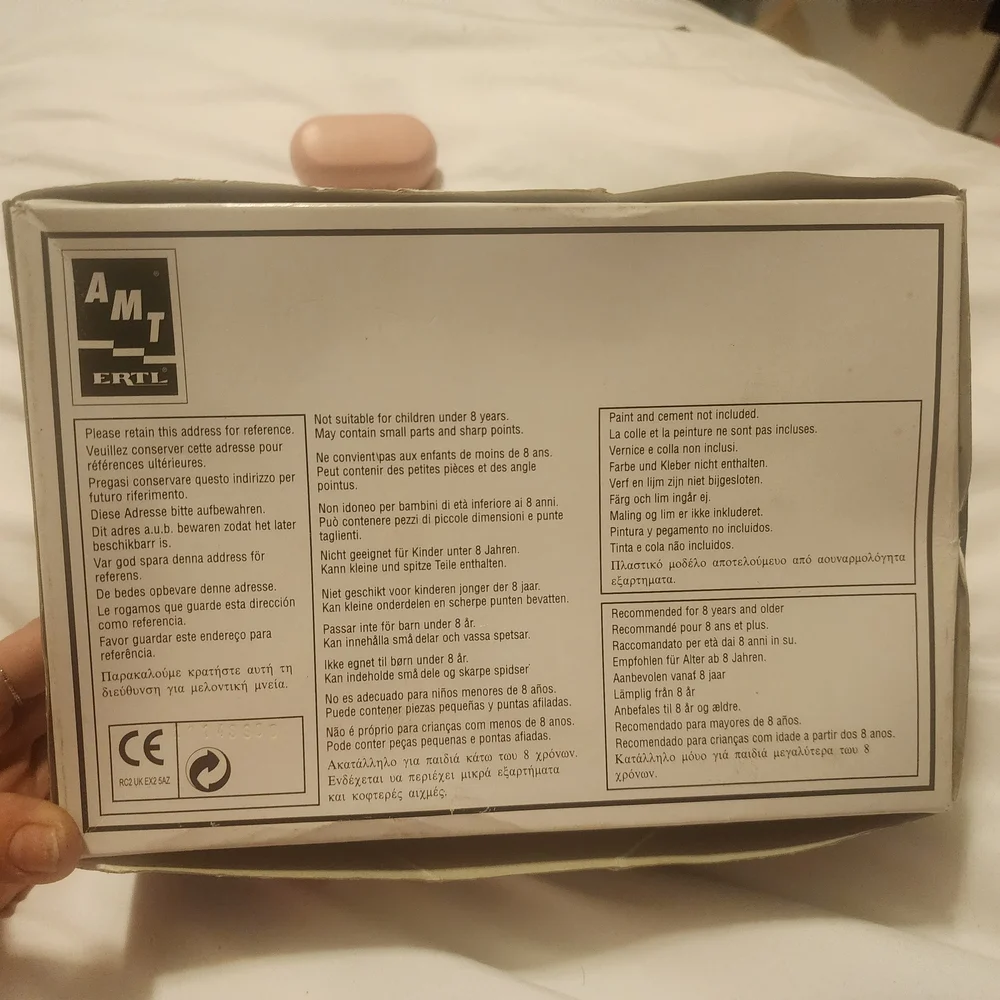 AMT
ERTL
Please retain this address for reference.
Veuillez conserver cette adresse pour
références ultérieures.
Pregasi conservare questo indirizzo per
futuro riferimento.
Diese Adresse bitte aufbewahren.
Dit adres a.u.b. bewaren zodat het later
beschikbarr is.
Var god spara denna address för
referens.
De bedes opbevare denne adresse.
Le rogamos que guarde esta dirección
como referencia.
Favor guardar este endereço para
referência.
Παρακαλούμε κρατήστε αυτή τη
διεύθυνση για μελοντική μνεία.
CE
RC2 UK EX2 5AZ
Not suitable for children under 8 years.
May contain small parts and sharp points.
Ne convient\pas aux enfants de moins de 8 ans.
Peut contenir des petites pièces et des angle
pointus.
Non idoneo per bambini di età inferiore ai 8 anni.
Può contenere pezzi di piccole dimensioni e punte
taglienti.
Nicht geeignet für Kinder unter 8 Jahren.
Kann kleine und spitze Teile enthalten.
Niet geschikt voor kinderen jonger der 8 jaar.
Kan kleine onderdelen en scherpe punten bevatten.
Passar inte för barn under 8 år.
Kan innehålla små delar och vassa spetsar.
Ikke egnet til børn under 8 år.
Kan indeholde små dele og skarpe spidser
No es adecuado para niños menores de 8 años.
Puede contener piezas pequeñas y puntas afiladas.
Não é próprio para crianças com menos de 8 anos.
Pode conter peças pequenas e pontas afiadas.
Ακατάλληλο για παιδιά κάτω του 8 χρόνων.
Ενδέχεται υα περιέχει μικρά εξαρτήματα
και κοφτερές αιχμές.
Paint and cement not included.
La colle et la peinture ne sont pas incluses.
Vernice e colla non inclusi.
Farbe und Kleber nicht enthalten.
Verf en lijm zijn niet bijgesloten.
Färg och lim ingår ej.
Maling og lim er ikke inkluderet.
Pintura y pegamento no incluidos.
Tinta e cola não incluidos.
Πλαστικό μοδέλο αποτελούμευο από αουναρμολόγητα
εξαρτηματα.
Recommended for 8 years and older
Recommandé pour 8 ans et plus.
Raccomandato per età dai 8 anni in su.
Empfohlen für Alter ab 8 Jahren.
Aanbevolen vanaf 8 jaar
Lämplig från 8 år
Anbefales til 8 år og ældre.
Recomendado para mayores de 8 años.
Recomendado para crianças com idade a partir dos 8 anos.
Κατάλληλο μόυο γιά παιδιά μεγαλύτερα τωυ 8
χρόνων.